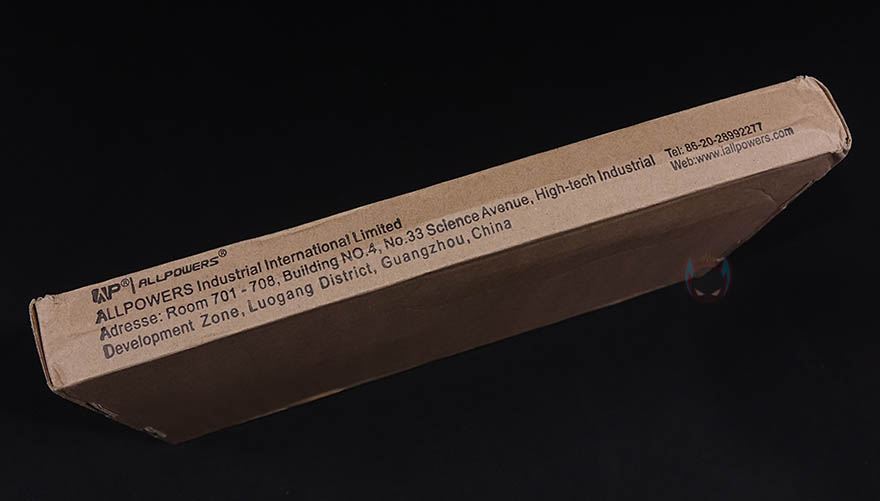 AP® | ALLPOWERS®
ALLPOWERS Industrial International Limited
Adresse: Room 701 - 708, Building NO.4, No.33 Science Avenue, High-tech Industrial
Development Zone, Luogang District, Guangzhou, China
Tel: 86-20-28992277
Web:www.iallpowers.com